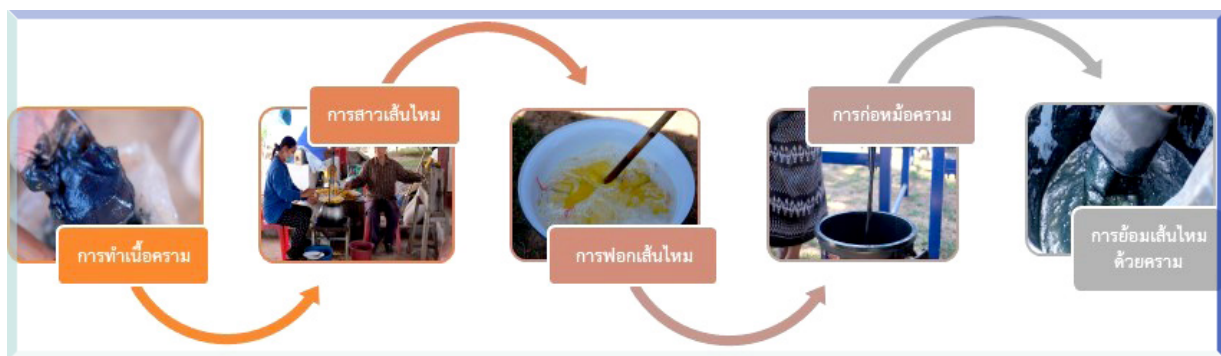 การทำเนื้อคราม
การสาวเส้นไหม
การฟอกเส้นไหม
การก่อหม้อคราม
การย้อมเส้นไหม
ด้วยคราม